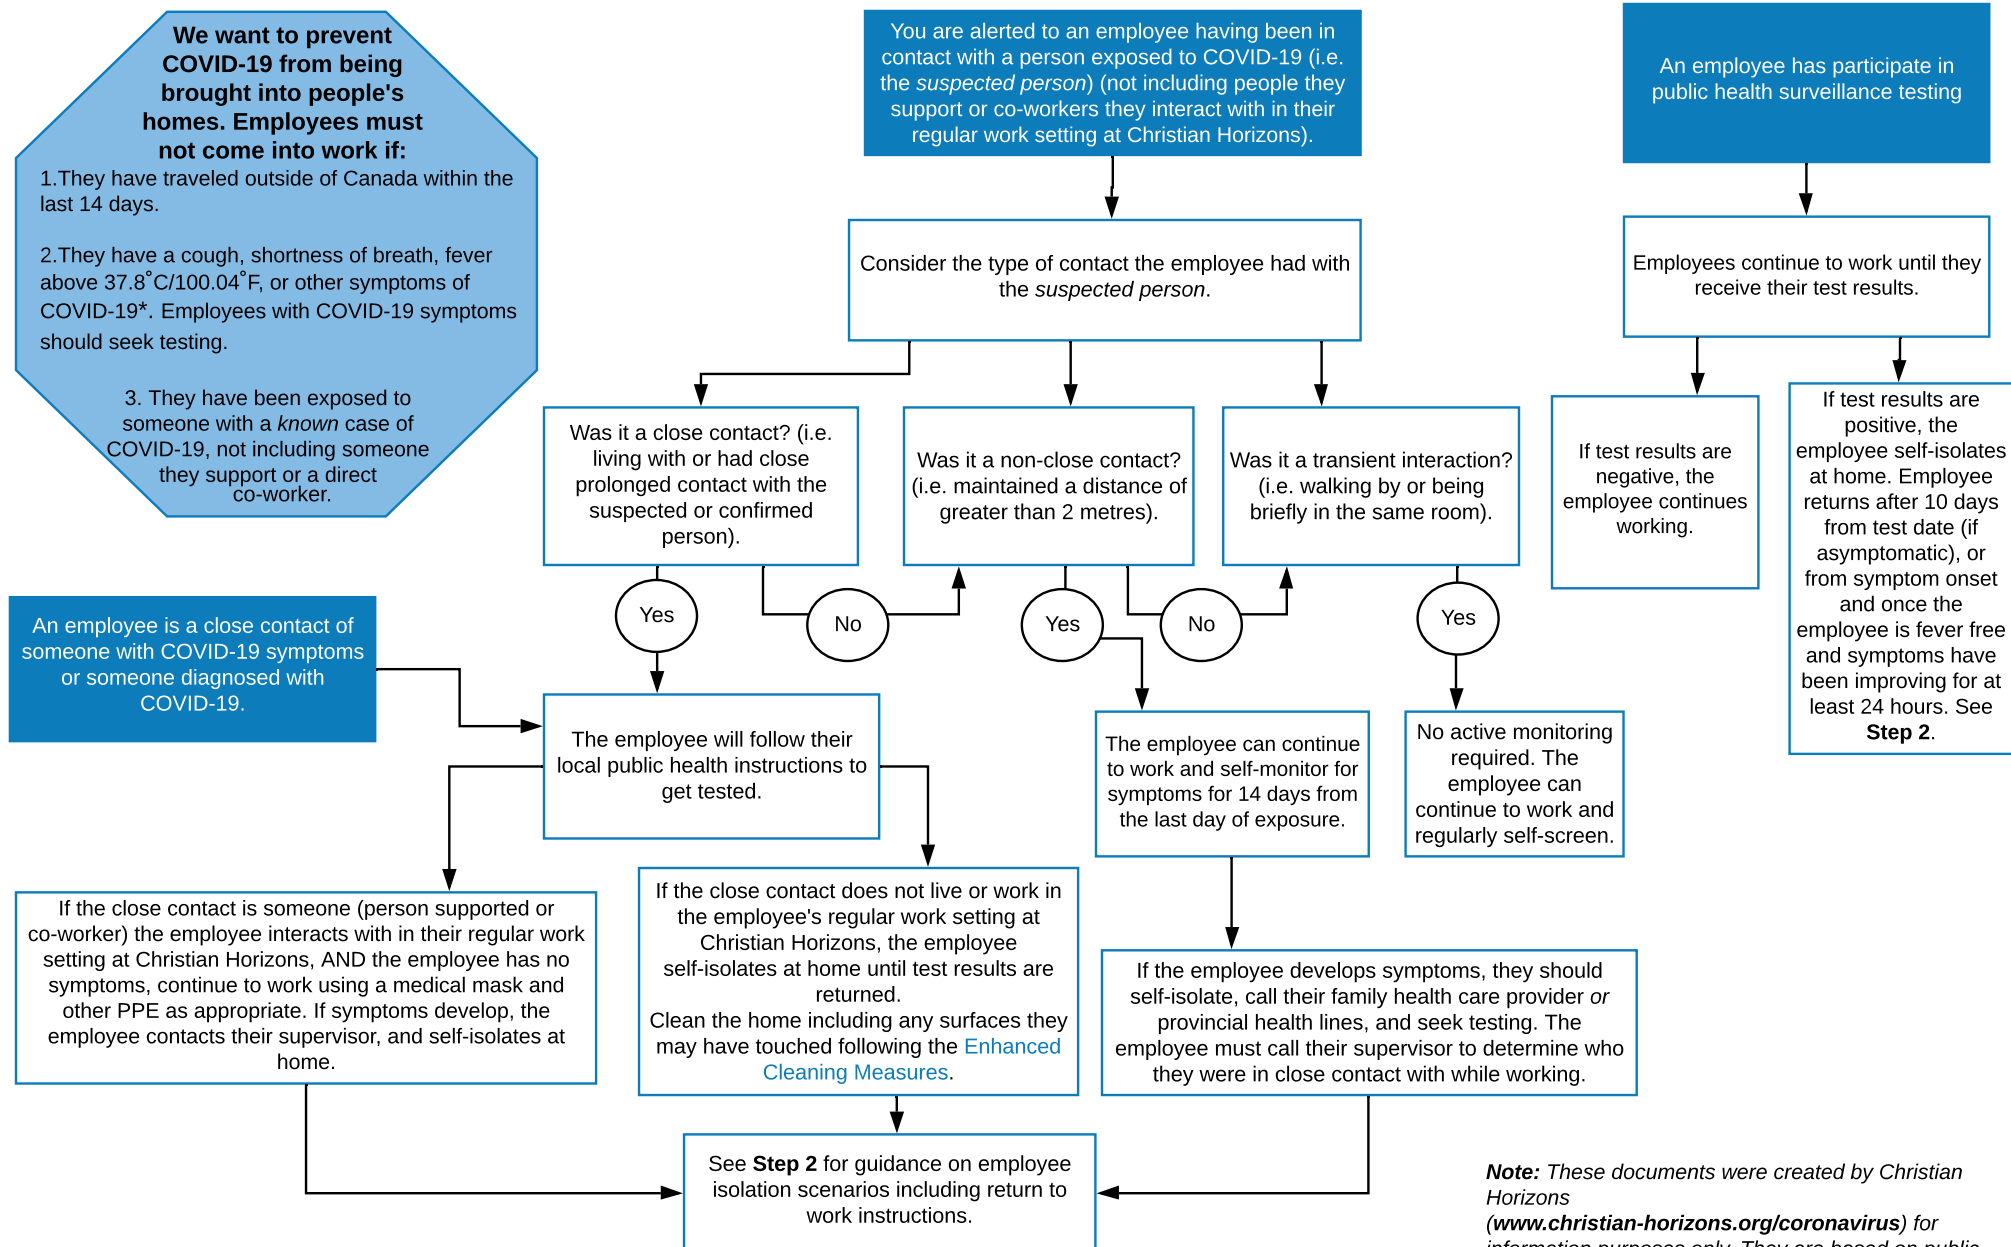 We want to prevent
COVID-19 from being
brought into people's
homes. Employees must
not come into work if:
1.They have traveled outside of Canada within the
last 14 days.
2.They have a cough, shortness of breath, fever
above 37.8˚C/100.04˚F, or other symptoms of
COVID-19*. Employees with COVID-19 symptoms
should seek testing.
3. They have been exposed to
someone with a known case of
COVID-19, not including someone
they support or a direct
co-worker.
You are alerted to an employee having been in
contact with a person exposed to COVID-19 (i.e.
the suspected person) (not including people they
support or co-workers they interact with in their
regular work setting at Christian Horizons).
An employee has participate in
public health surveillance testing
Consider the type of contact the employee had with
the suspected person.
Employees continue to work until they
receive their test results.
Was it a close contact? (i.e.
living with or had close
prolonged contact with the
suspected or confirmed
person).
Was it a non-close contact?
(i.e. maintained a distance of
greater than 2 metres).
Was it a transient interaction?
(i.e. walking by or being
briefly in the same room).
If test results are
negative, the
employee continues
working.
If test results are
positive, the
employee self-isolates
at home. Employee
returns after 10 days
from test date (if
asymptomatic), or
from symptom onset
and once the
employee is fever free
and symptoms have
been improving for at
least 24 hours. See
Step 2.
Yes
No
Yes
No
Yes
An employee is a close contact of
someone with COVID-19 symptoms
or someone diagnosed with
COVID-19.
The employee will follow their
local public health instructions to
get tested.
The employee can continue
to work and self-monitor for
symptoms for 14 days from
the last day of exposure.
No active monitoring
required. The
employee can
continue to work and
regularly self-screen.
If the close contact is someone (person supported or
co-worker) the employee interacts with in their regular work
setting at Christian Horizons, AND the employee has no
symptoms, continue to work using a medical mask and
other PPE as appropriate. If symptoms develop, the
employee contacts their supervisor, and self-isolates at
home.
If the close contact does not live or work in
the employee's regular work setting at
Christian Horizons, the employee
self-isolates at home until test results are
returned.
Clean the home including any surfaces they
may have touched following the Enhanced
Cleaning Measures.
If the employee develops symptoms, they should
self-isolate, call their family health care provider or
provincial health lines, and seek testing. The
employee must call their supervisor to determine who
they were in close contact with while working.
See Step 2 for guidance on employee
isolation scenarios including return to
work instructions.
Note: These documents were created by Christian
Horizons
(www.christian-horizons.org/coronavirus) for
information purposes only. They are based on public